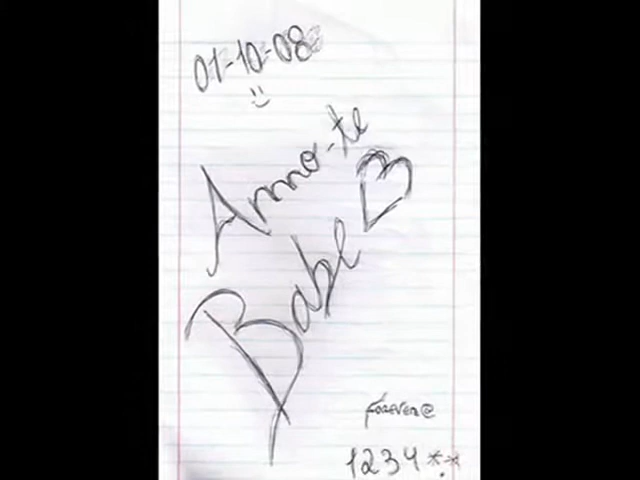 01-10-08
:)
Amo-te
Babe ♡
Forever@
1234*.*